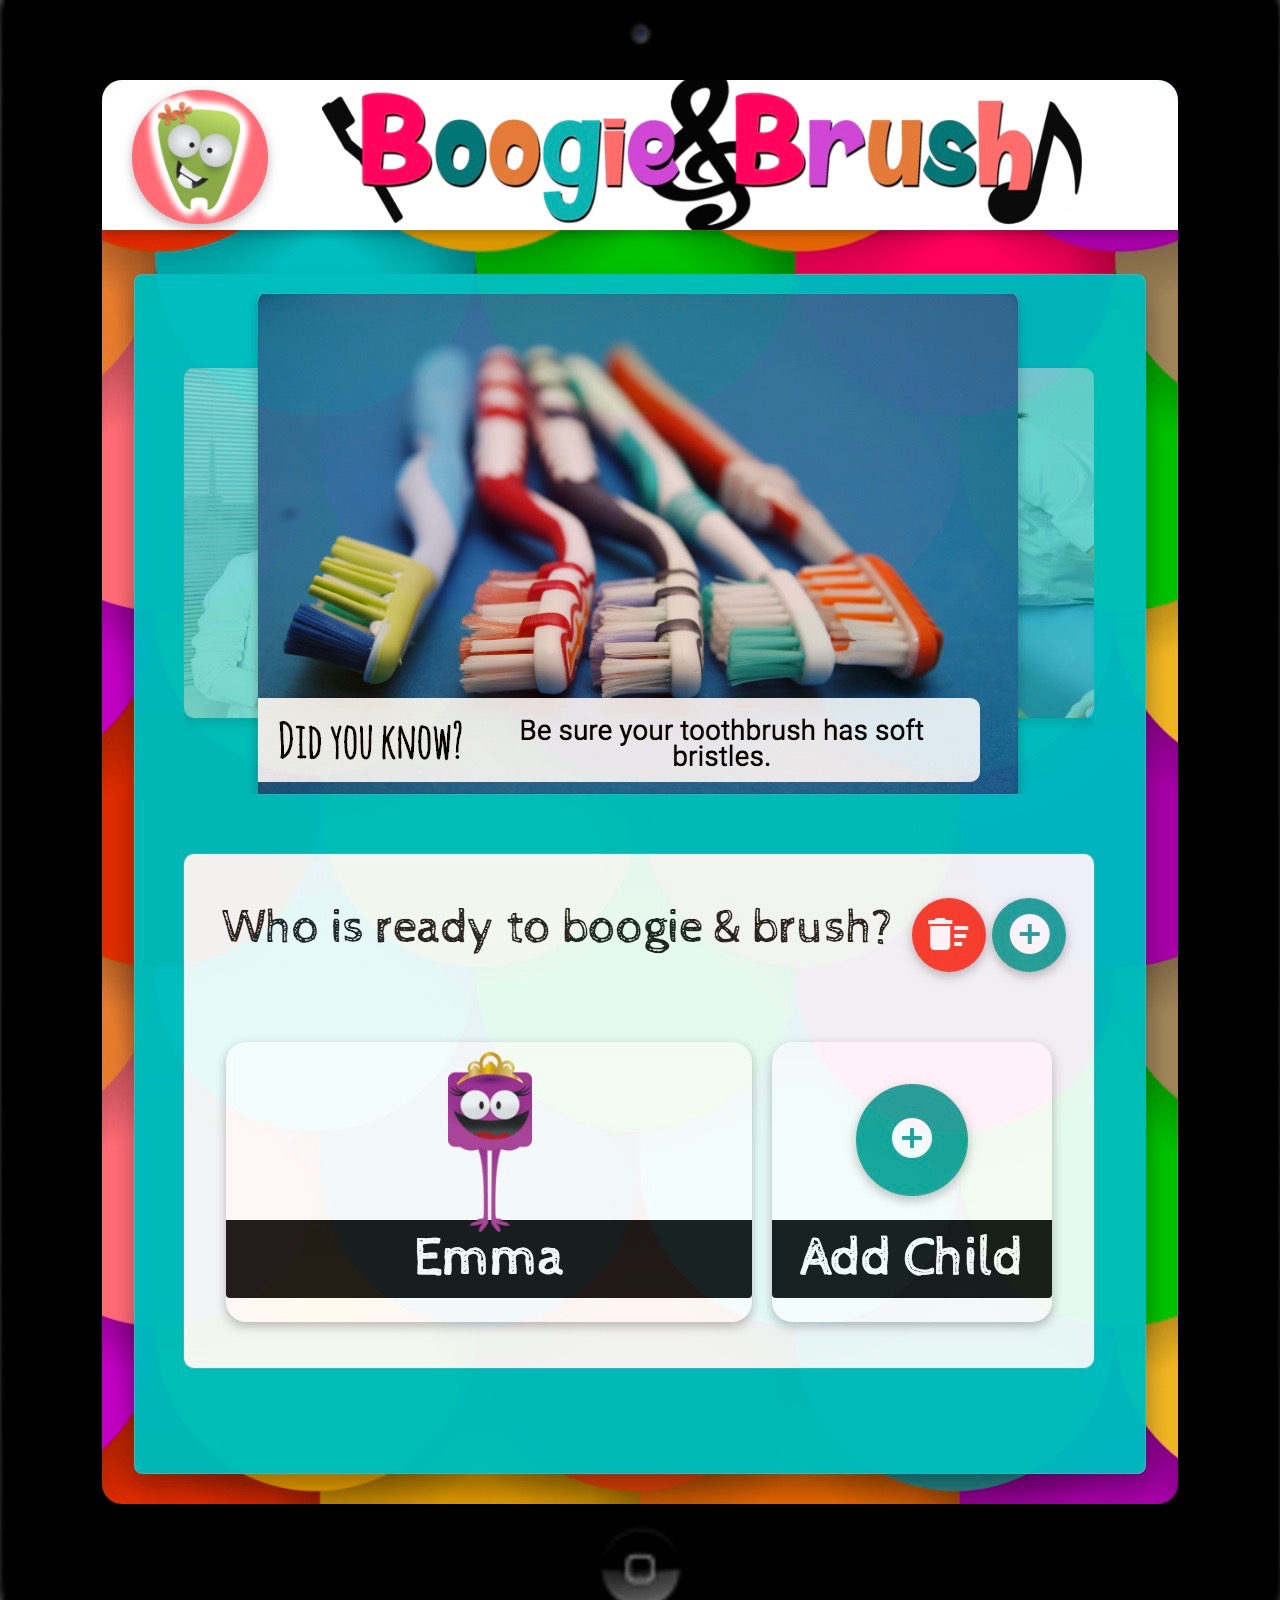 Boogie & Brush
Did you know?
Be sure your toothbrush has soft
bristles.
Who is ready to boogie & brush?
Emma
Add Child